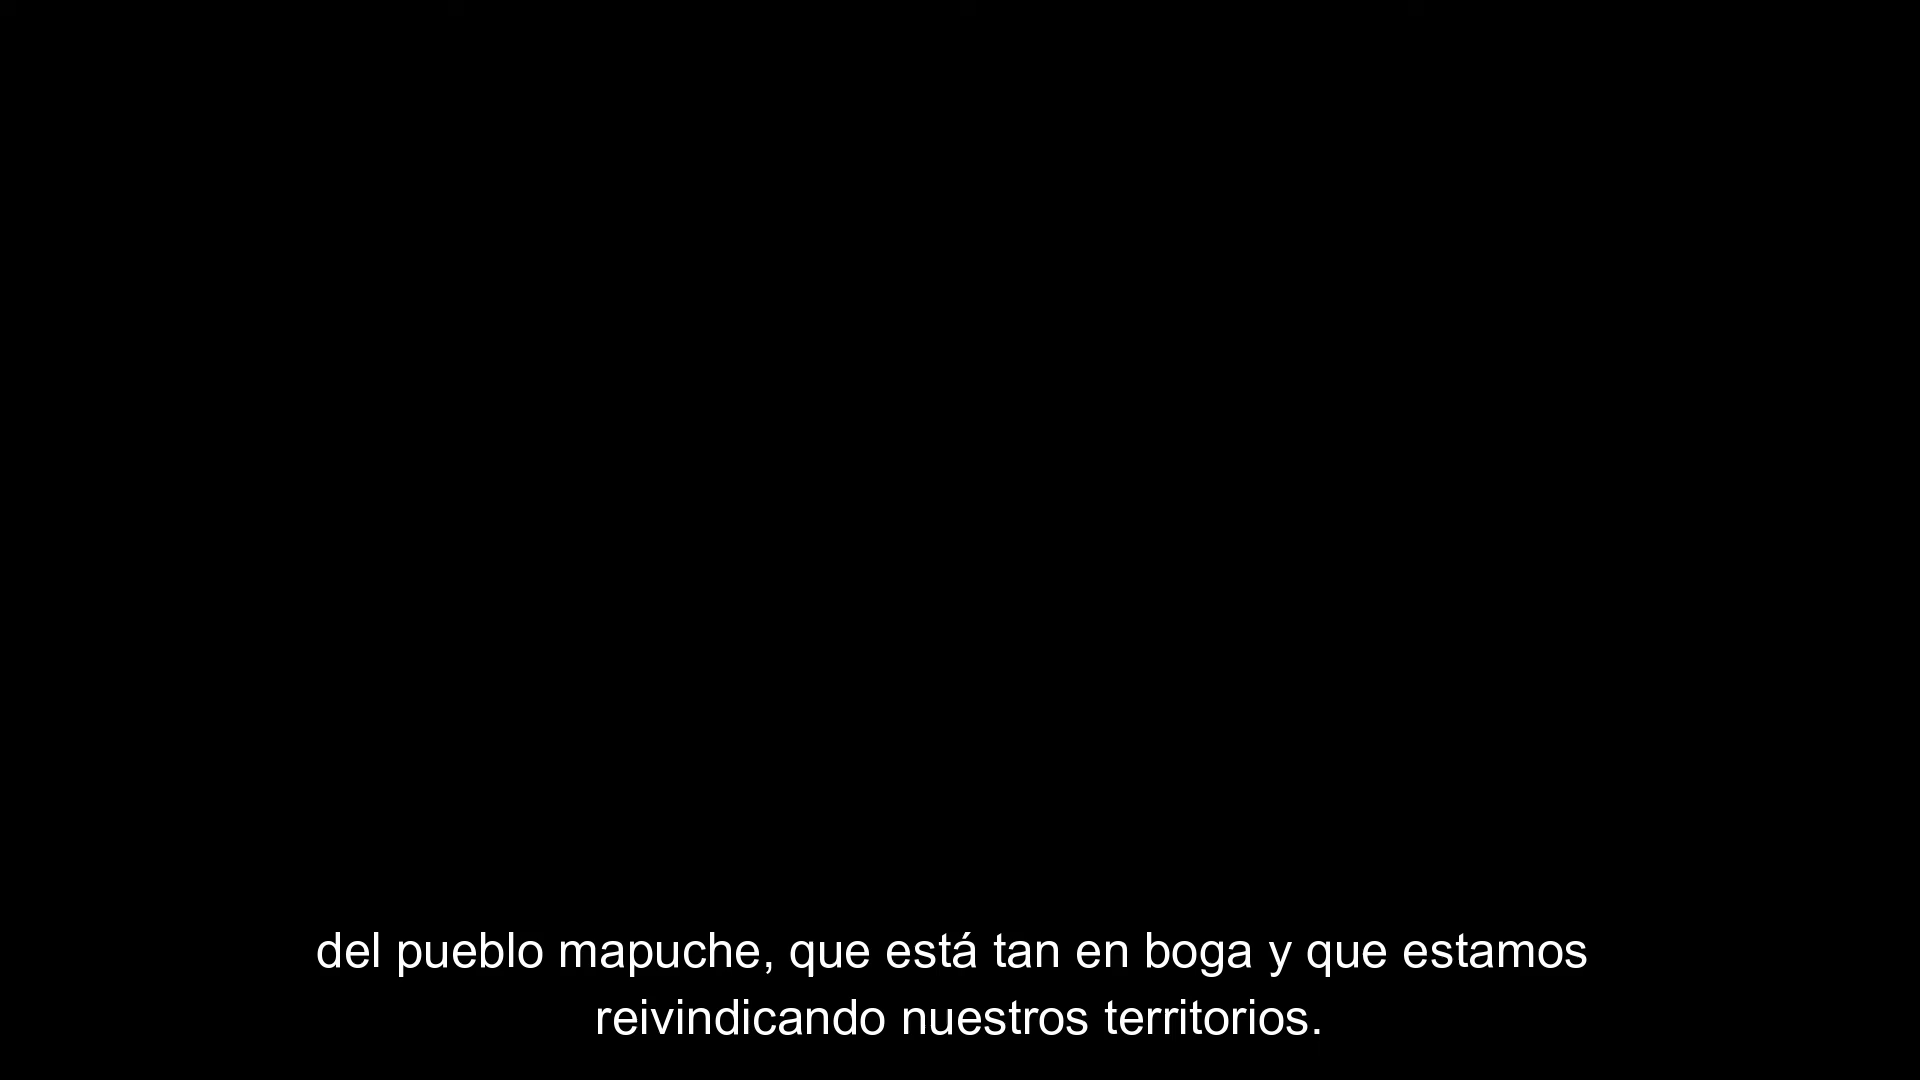 del pueblo mapuche, que está tan en boga y que estamos
reivindicando nuestros territorios.